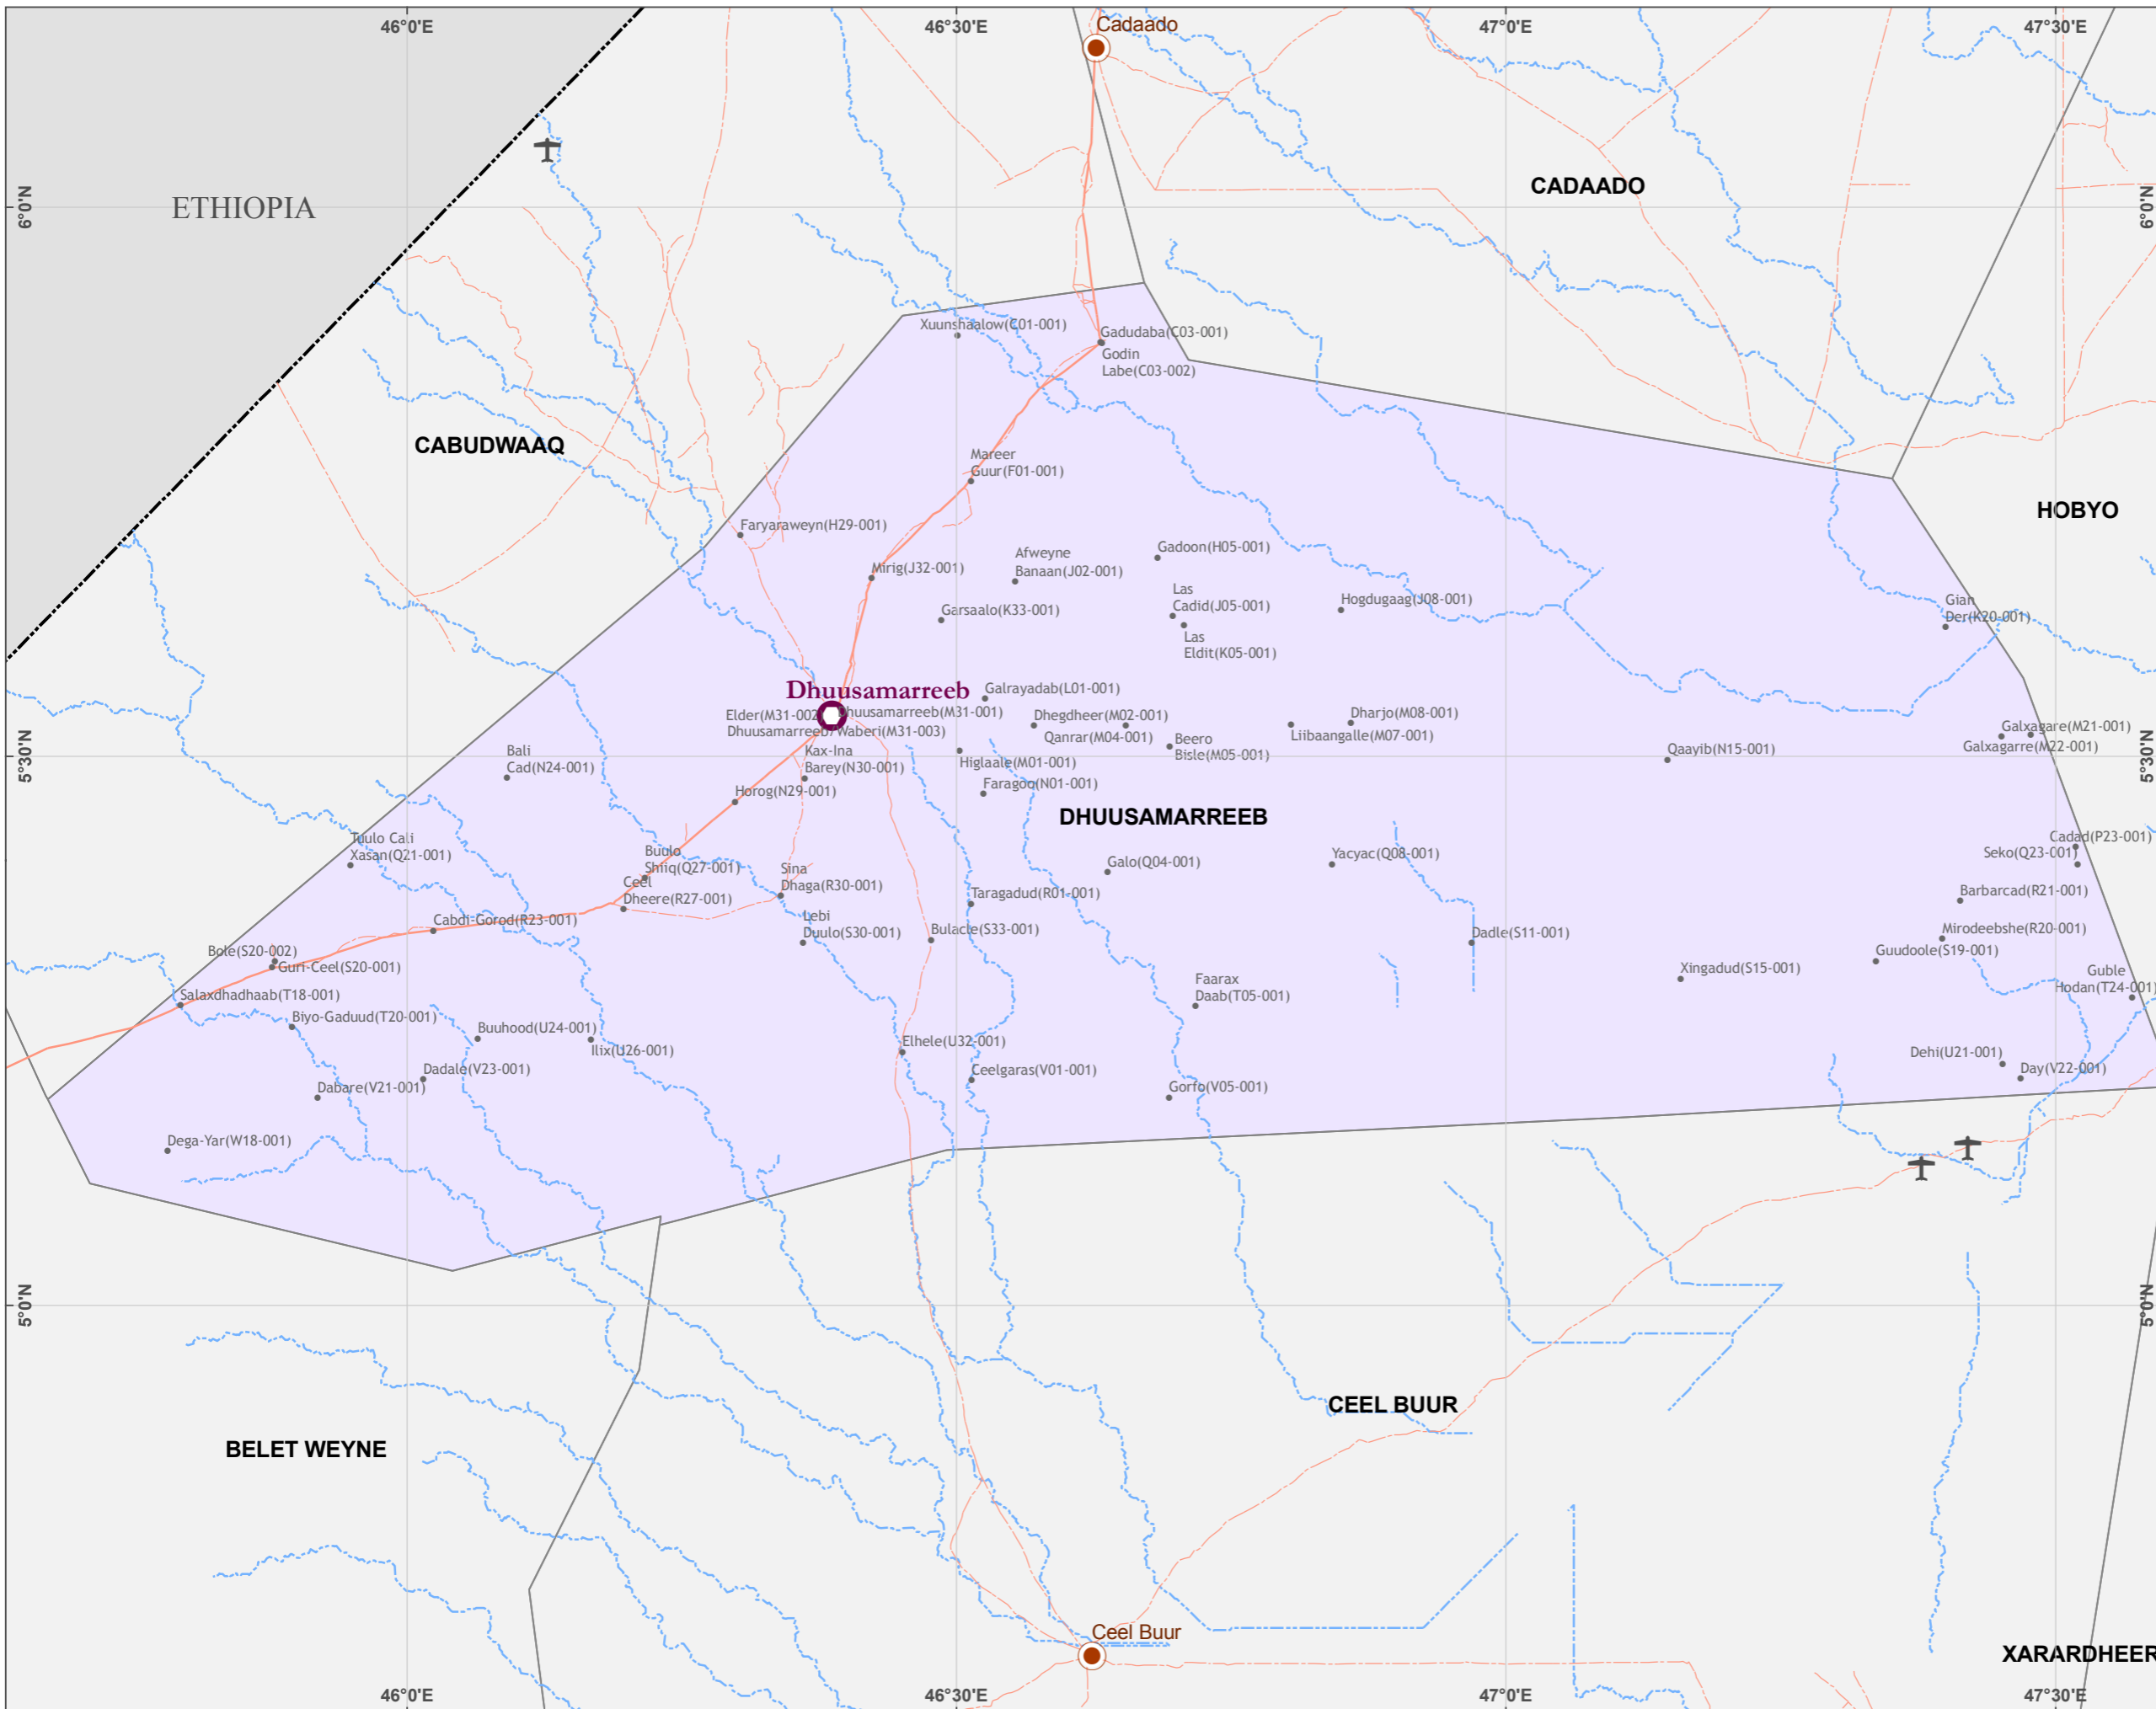 46°0'E
46°30'E
47°0'E
47°30'E
Cadaado
6°0'N
ETHIOPIA
CADAADO
6°0'N
Xuunshaalow(C01-001)
Gadudaba(C03-001)
Godin
Labe(C03-002)
CABUDWAAQ
Mareer
Guur(F01-001)
HOBYO
Faryaraweyn(H29-001)
Gadoon(H05-001)
Afweyne
Banaan(J02-001)
Mirig(J32-001)
Las
Cadid(J05-001)
Hogdugaag(J08-001)
Garsaalo(K33-001)
Gian
Der(K20-001)
Las
Eldit(K05-001)
Dhuusamarreeb
Galrayadab(L01-001)
Elder(M31-002)
Dhuusamarreeb(M31-001)
Dhuusamarreeb/Waberi(M31-003)
Dhegdheer(M02-001)
Qanrar(M04-001)
Dharjo(M08-001)
Liibaangalle(M07-001)
Galxagare(M21-001)
Galxagarre(M22-001)
Beero
Bisle(M05-001)
5°30'N
Bali
Cad(N24-001)
Kax-Ina
Barey(N30-001)
Higlaale(M01-001)
Qaayib(N15-001)
5°30'N
Horog(N29-001)
Faragoo(N01-001)
DHUUSAMARREEB
Tuulo Cali
Xasan(Q21-001)
Buulo
Shiiq(Q27-001)
Ceel
Dheere(R27-001)
Sina
Dhaga(R30-001)
Galo(Q04-001)
Yacyac(Q08-001)
Cadad(P23-001)
Seko(Q23-001)
Taragadud(R01-001)
Barbarcad(R21-001)
Cabdi-Gorod(R23-001)
Lebi
Duulo(S30-001)
Bulacle(S33-001)
Dadle(S11-001)
Mirodeebshe(R20-001)
Guudoole(S19-001)
Bole(S20-002)
Guri-Ceel(S20-001)
Xingadud(S15-001)
Guble
Hodan(T24-001)
Salaxdhadhaab(T18-001)
Faarax
Daab(T05-001)
Biyo-Gaduud(T20-001)
Buuhood(U24-001)
Ilix(U26-001)
Elhele(U32-001)
Dehi(U21-001)
Dadale(V23-001)
Ceelgaras(V01-001)
Day(V22-001)
Dabare(V21-001)
Gorfo(V05-001)
Dega-Yar(W18-001)
5°0'N
5°0'N
CEEL BUUR
BELET WEYNE
Ceel Buur
XARARDHEER
46°0'E
46°30'E
47°0'E
47°30'E